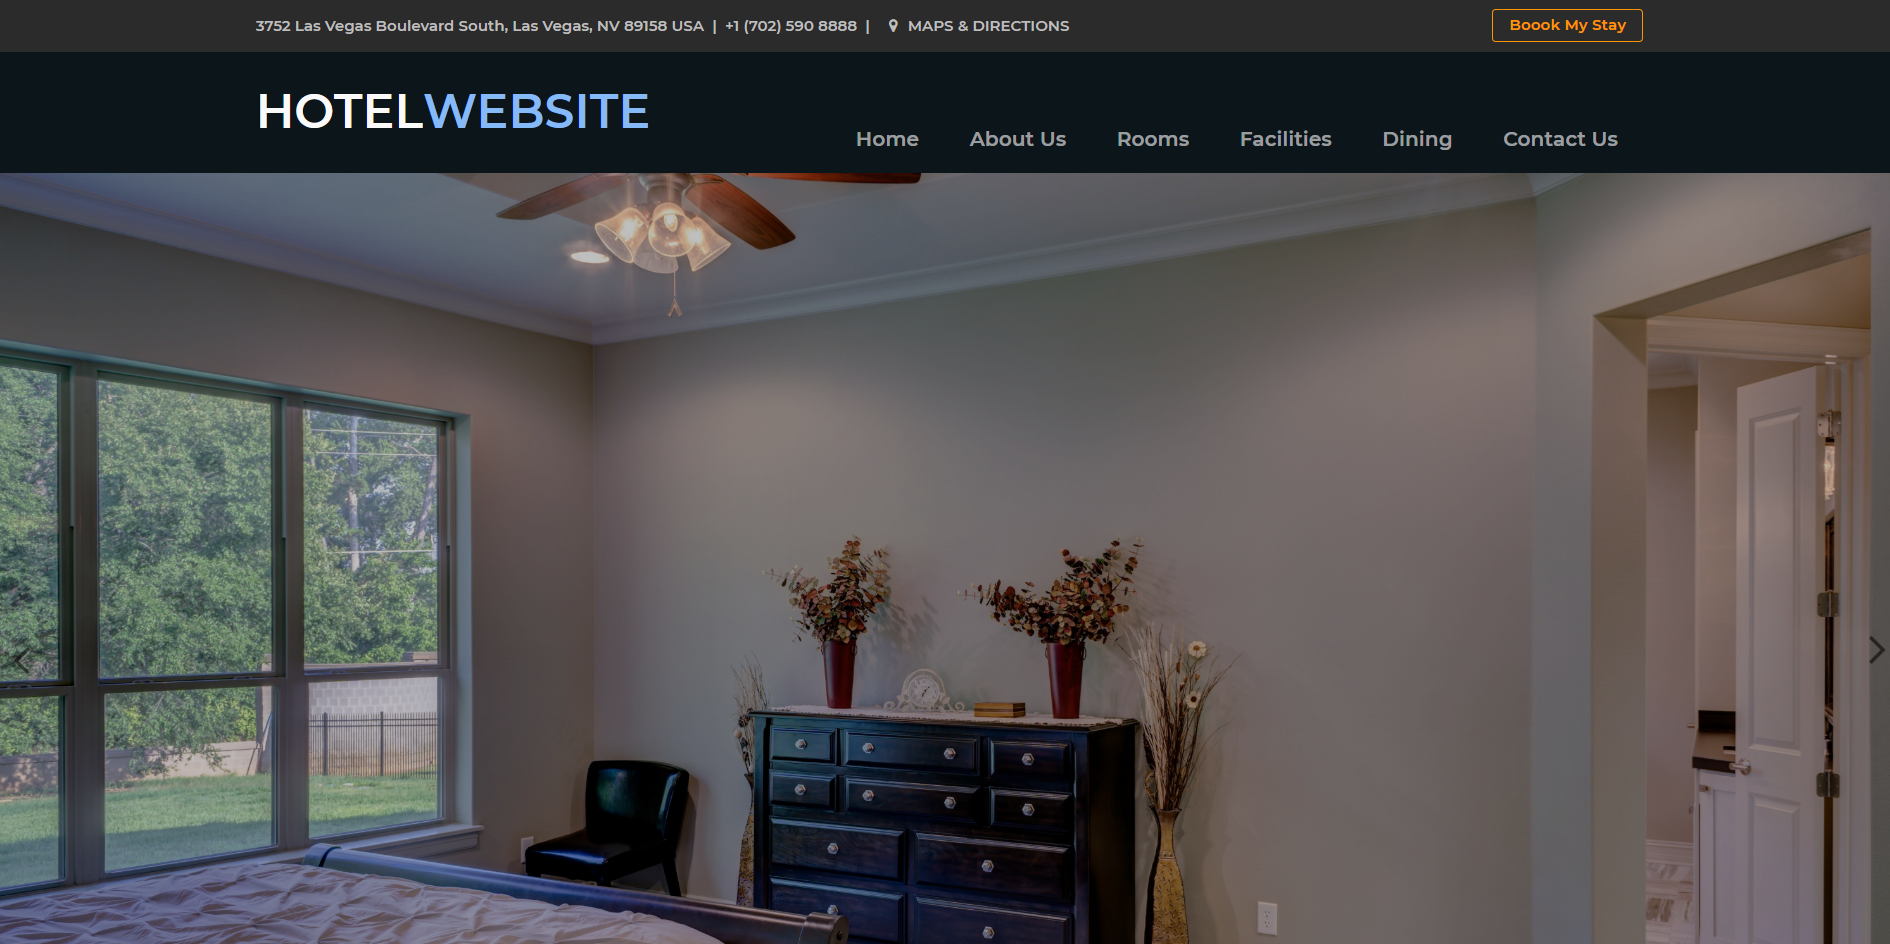 3752 Las Vegas Boulevard South, Las Vegas, NV 89158 USA | +1 (702) 590 8888 | MAPS & DIRECTIONS
Boook My Stay
HOTELWEBSITE
Home About Us Rooms Facilities Dining Contact Us